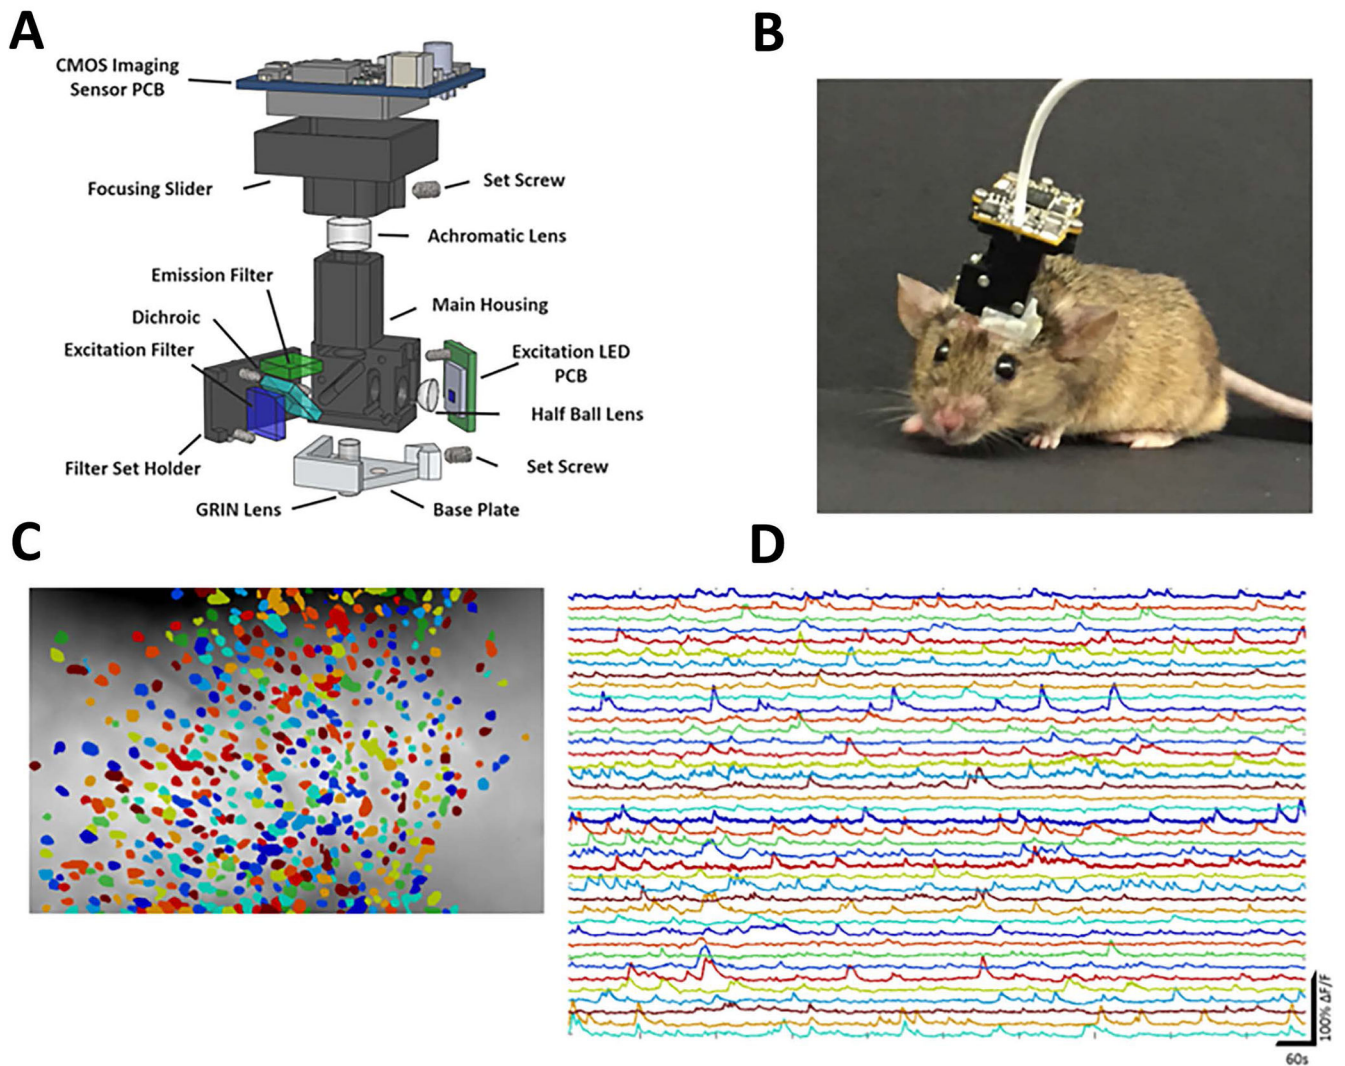 A
CMOS Imaging
Sensor PCB
Focusing Slider
Set Screw
Achromatic Lens
Emission Filter
Dichroic
Excitation Filter
Main Housing
Excitation LED
PCB
Half Ball Lens
Filter Set Holder
Set Screw
GRIN Lens
Base Plate
B
C
D
100% ΔF/F
60s